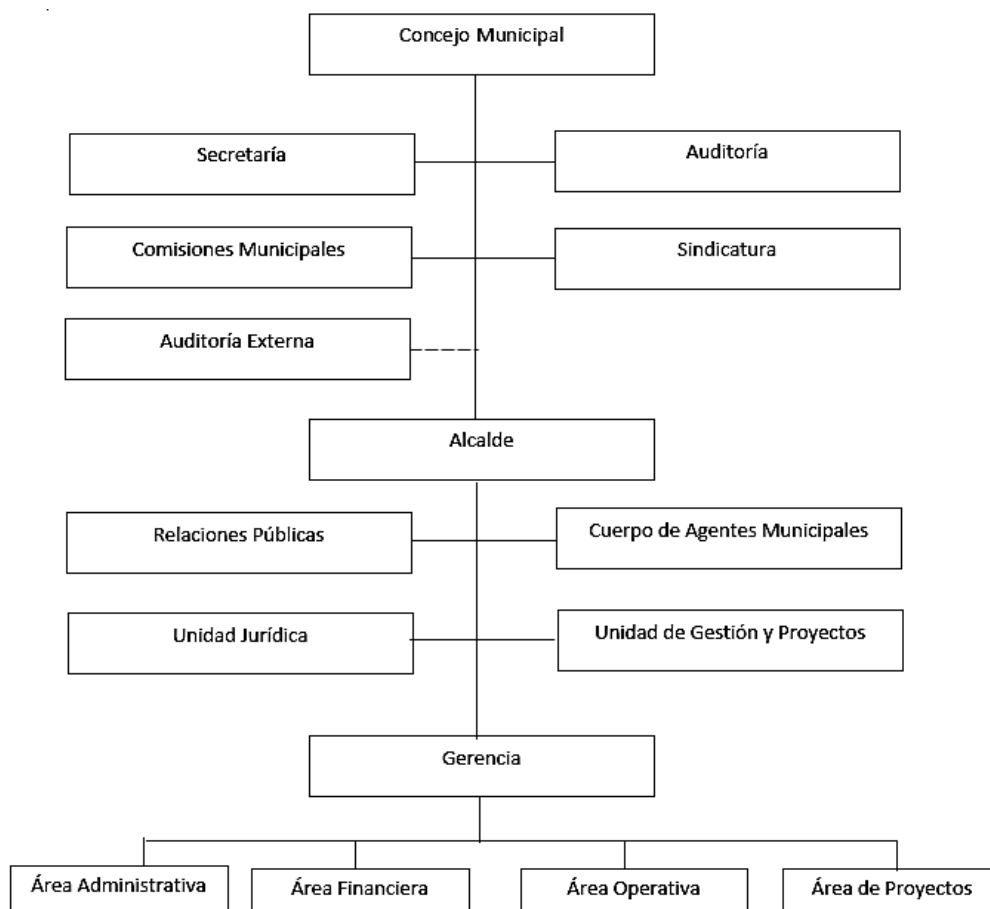 Concejo Municipal
Secretaría
Auditoría
Comisiones Municipales
Sindicatura
Auditoría Externa
Alcalde
Relaciones Públicas
Cuerpo de Agentes Municipales
Unidad Jurídica
Unidad de Gestión y Proyectos
Gerencia
Área Administrativa
Área Financiera
Área Operativa
Área de Proyectos